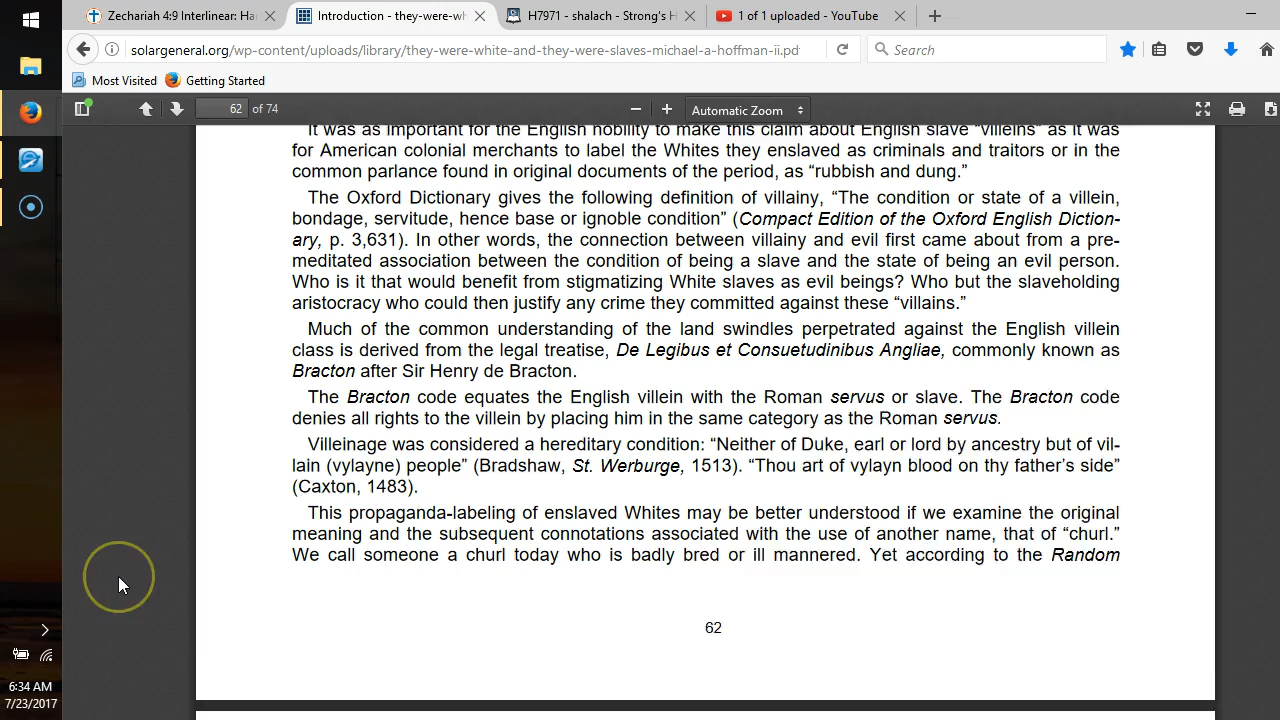 Zechariah 4:9 Interlinear: Ha
Introduction - they-were-wh
H7971 - shalach - Strong's H
1 of 1 uploaded - YouTube
solargeneral.org/wp-content/uploads/library/they-were-white-and-they-were-slaves-michael-a-hoffman-ii.pdf
Search
Most Visited
Getting Started
62 of 74
Automatic Zoom
It was as important for the English nobility to make this claim about English slave “villeins” as it was
for American colonial merchants to label the Whites they enslaved as criminals and traitors or in the
common parlance found in original documents of the period, as “rubbish and dung.”
The Oxford Dictionary gives the following definition of villainy, “The condition or state of a villein,
bondage, servitude, hence base or ignoble condition” (Compact Edition of the Oxford English Diction-
ary, p. 3,631). In other words, the connection between villainy and evil first came about from a pre-
meditated association between the condition of being a slave and the state of being an evil person.
Who is it that would benefit from stigmatizing White slaves as evil beings? Who but the slaveholding
aristocracy who could then justify any crime they committed against these “villains.”
Much of the common understanding of the land swindles perpetrated against the English villein
class is derived from the legal treatise, De Legibus et Consuetudinibus Angliae, commonly known as
Bracton after Sir Henry de Bracton.
The Bracton code equates the English villein with the Roman servus or slave. The Bracton code
denies all rights to the villein by placing him in the same category as the Roman servus.
Villeinage was considered a hereditary condition: “Neither of Duke, earl or lord by ancestry but of vil-
lain (vylayne) people” (Bradshaw, St. Werburge, 1513). “Thou art of vylayn blood on thy father’s side”
(Caxton, 1483).
This propaganda-labeling of enslaved Whites may be better understood if we examine the original
meaning and the subsequent connotations associated with the use of another name, that of “churl.”
We call someone a churl today who is badly bred or ill mannered. Yet according to the Random
62
6:34 AM
7/23/2017